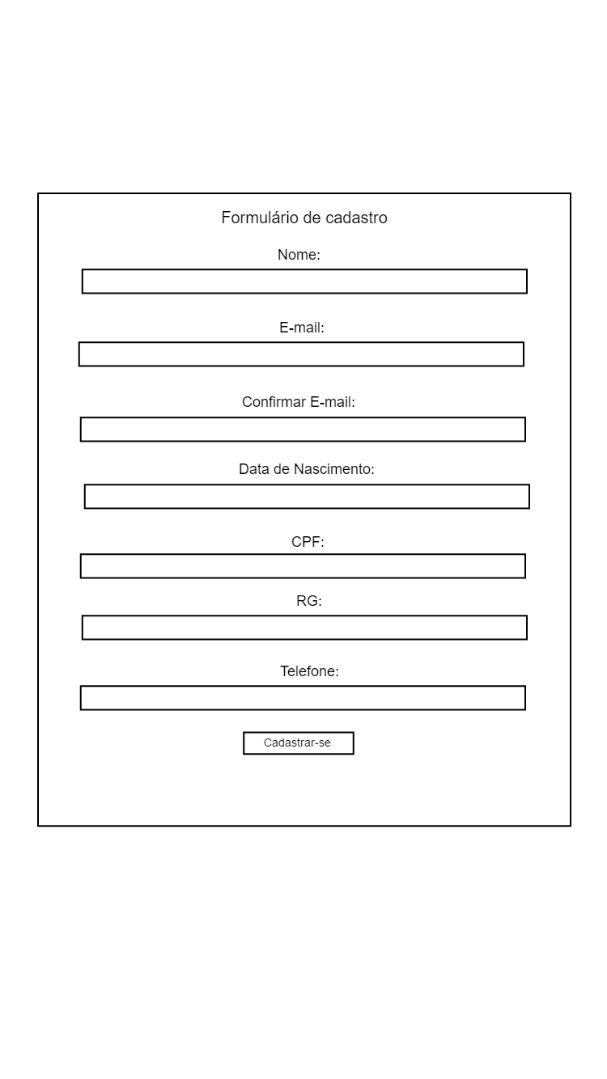 Formulário de cadastro
Nome:
E-mail:
Confirmar E-mail:
Data de Nascimento:
CPF:
RG:
Telefone:
Cadastrar-se